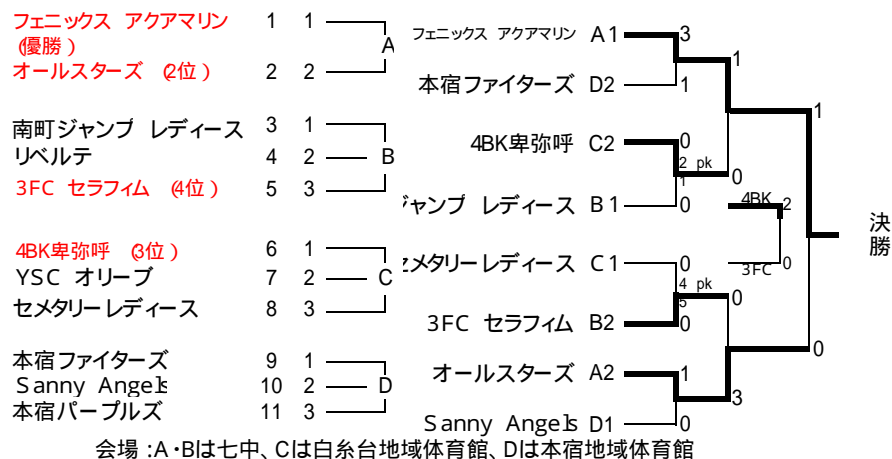 フェニックス アクアマリン 1 1
(優勝)
オールスターズ (2位) 2 2
A
南町ジャンプ レディース 3 1
リベルテ 4 2
B
3FC セラフィム (4位) 5 3
4BK卑弥呼 (3位) 6 1
YSC オリーブ 7 2
C
セメタリーレディース 8 3
本宿ファイターズ 9 1
Sanny Angels 10 2
D
本宿パープルズ 11 3
フェニックス アクアマリン A1 3
1
本宿ファイターズ D2 1
1
4BK卑弥呼 C2 0
2 pk
1
0
ジャンプ レディース B1 0
4BK 2
決勝
セメタリーレディース C1 0
3FC 0
4 pk
5
0
3FC セラフィム B2 0
0
オールスターズ A2 1
3
Sanny Angels D1 0
会場:A・Bは七中、Cは白糸台地域体育館、Dは本宿地域体育館